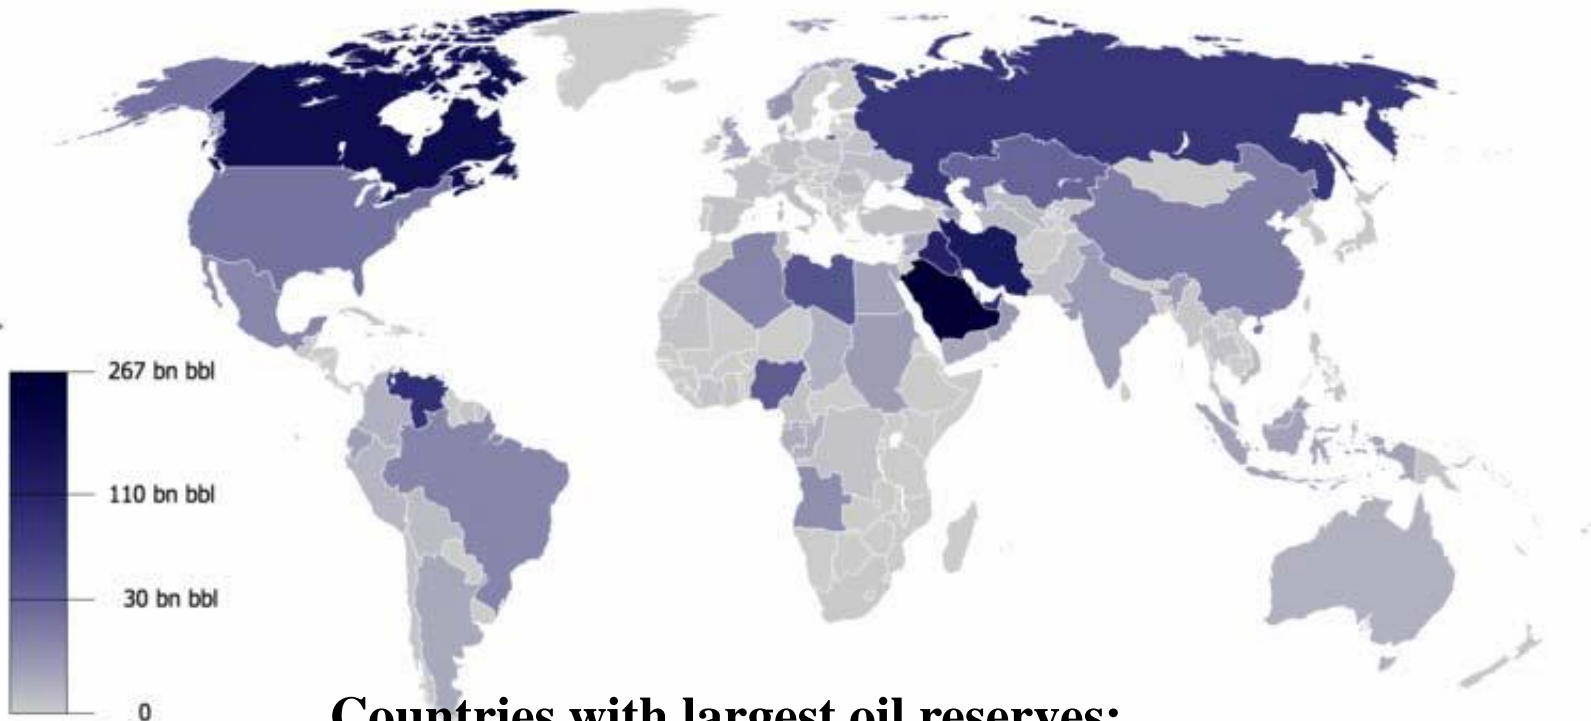 267 bn bbl
110 bn bbl
30 bn bbl
0
Countries with largest oil reserves: